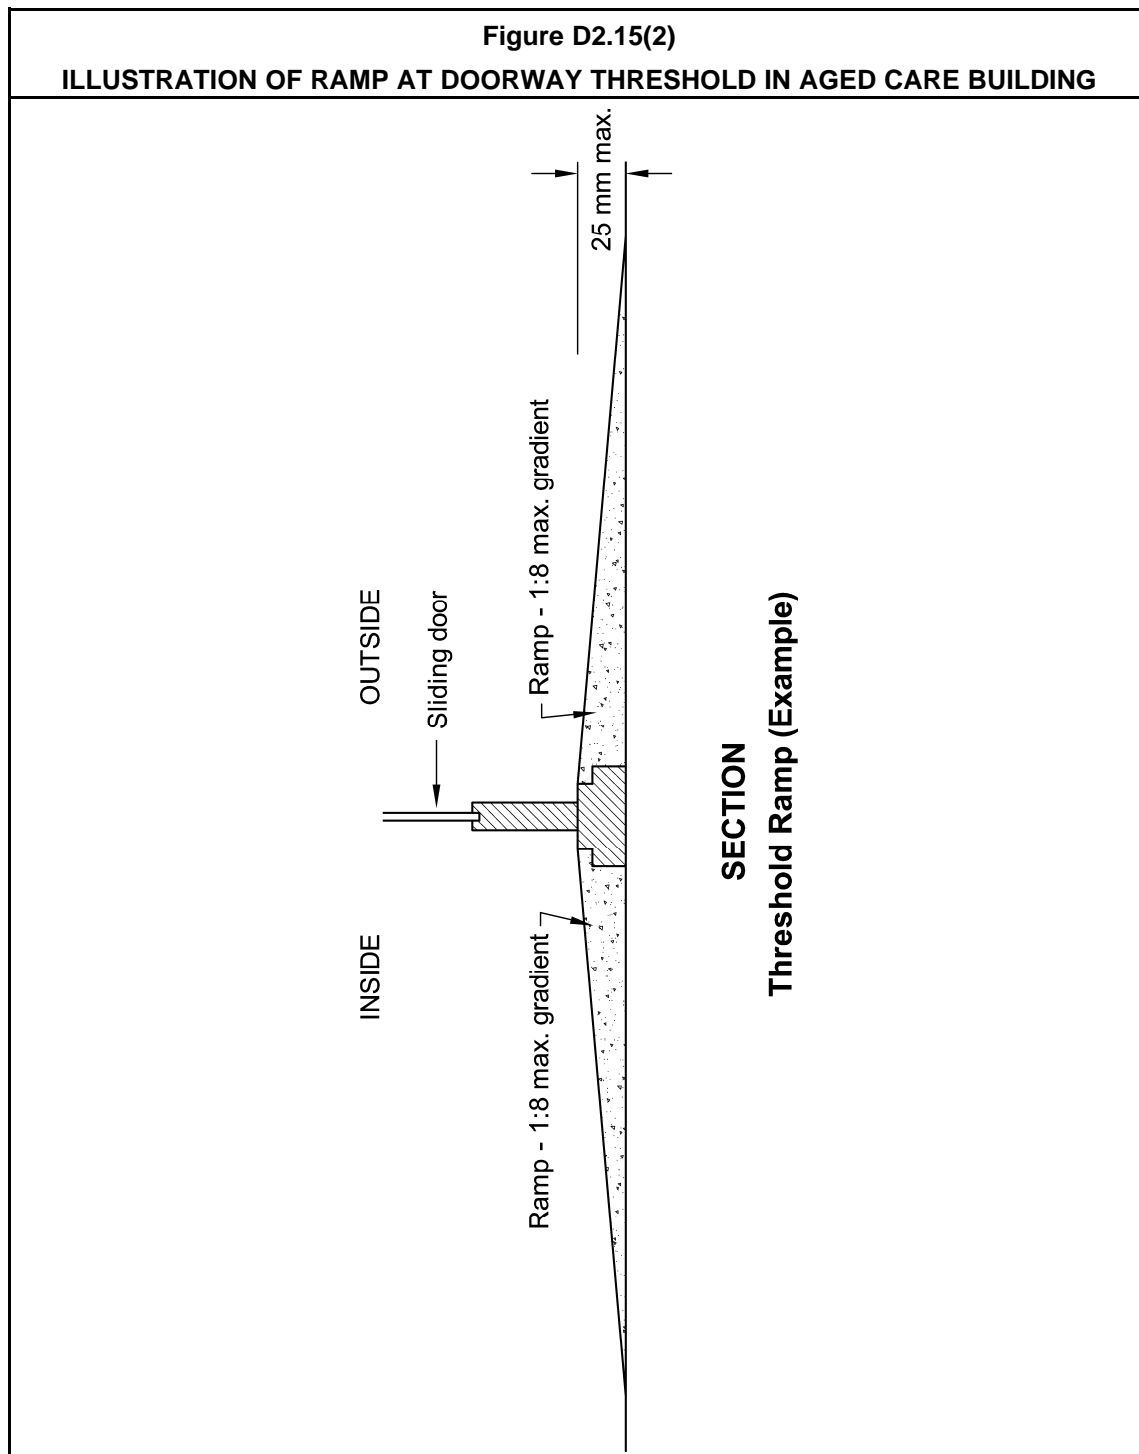 Figure D2.15(2)
ILLUSTRATION OF RAMP AT DOORWAY THRESHOLD IN AGED CARE BUILDING
INSIDE
OUTSIDE
Sliding door
Ramp - 1:8 max. gradient
Ramp - 1:8 max. gradient
25 mm max.
SECTION
Threshold Ramp (Example)